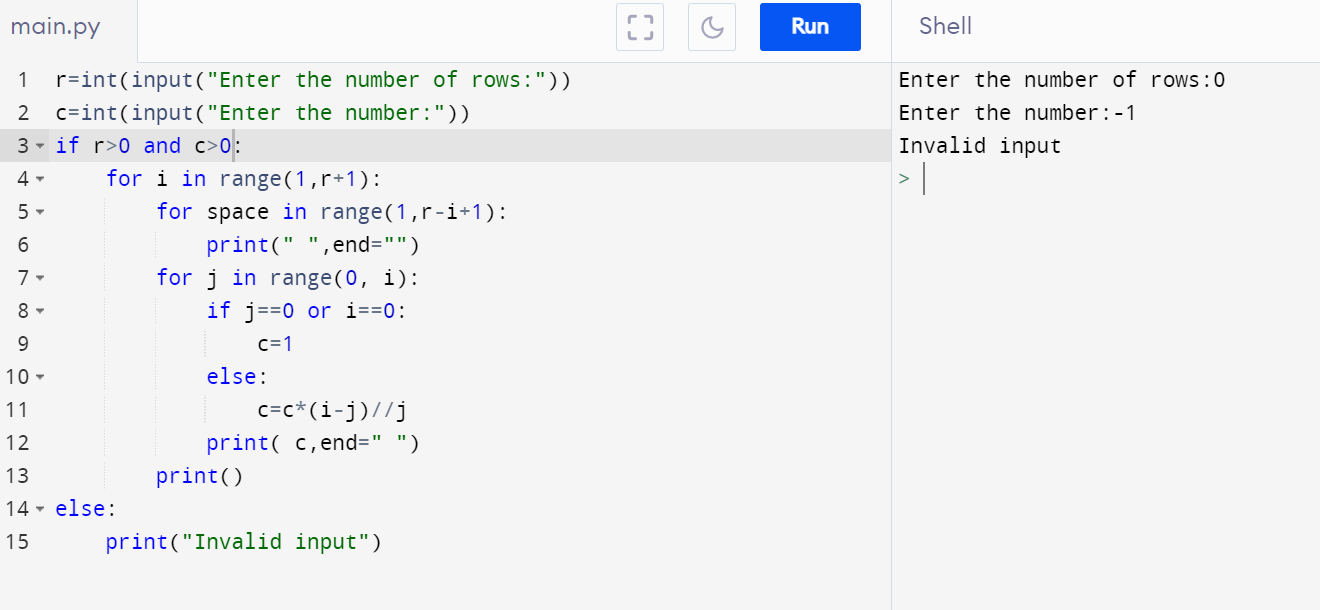 main.py
Run
Shell
1 r=int(input("Enter the number of rows:"))
2 c=int(input("Enter the number:"))
3 if r>0 and c>0:
4     for i in range(1,r+1):
5         for space in range(1,r-i+1):
6             print(" ",end="")
7         for j in range(0, i):
8             if j==0 or i==0:
9                 c=1
10             else:
11                 c=c*(i-j)//j
12             print( c,end=" ")
13         print()
14 else:
15     print("Invalid input")
Enter the number of rows:0
Enter the number:-1
Invalid input
>